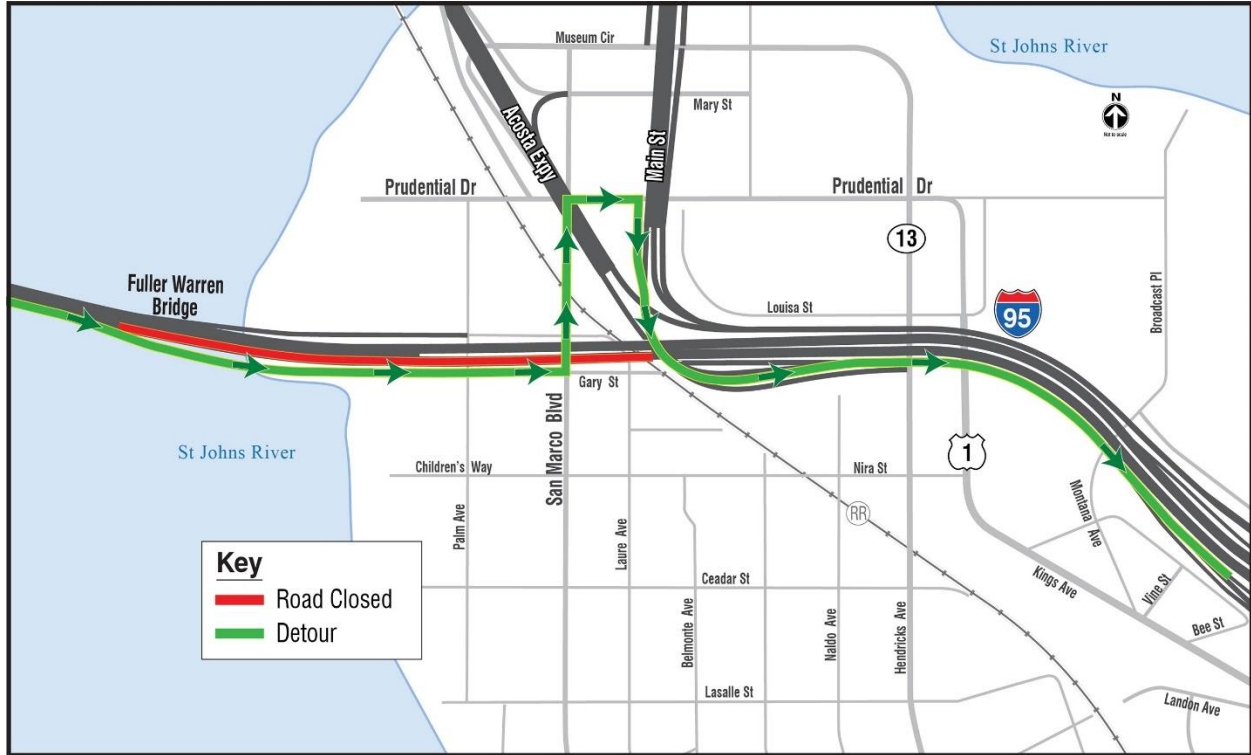 Museum Cir
St Johns River
N
Not to scale
Mary St
Acosta Expy
Main St
Prudential Dr
Prudential Dr
13
Fuller Warren
Bridge
Louisa St
95
Broadcast Pl
Gary St
San Marco Blvd
St Johns River
1
Children's Way
Nira St
Palm Ave
Laure Ave
Montana Ave
RR
Key
Road Closed
Detour
Ceadar St
Belmonte Ave
Naldo Ave
Hendricks Ave
Kings Ave
Vine St
Bee St
Lasalle St
Landon Ave